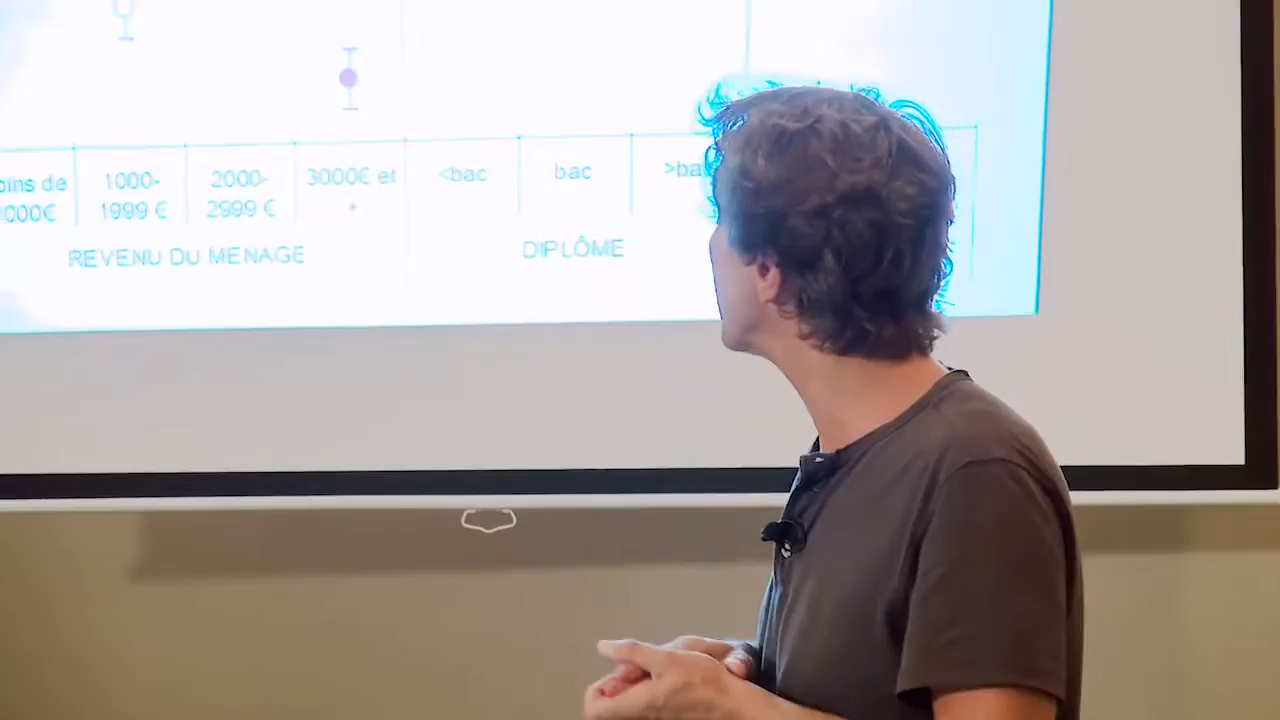 1000-
1999 €
2000-
2999 €
3000€ et
+
<bac
bac
REVENU DU MENAGE
DIPLÔME